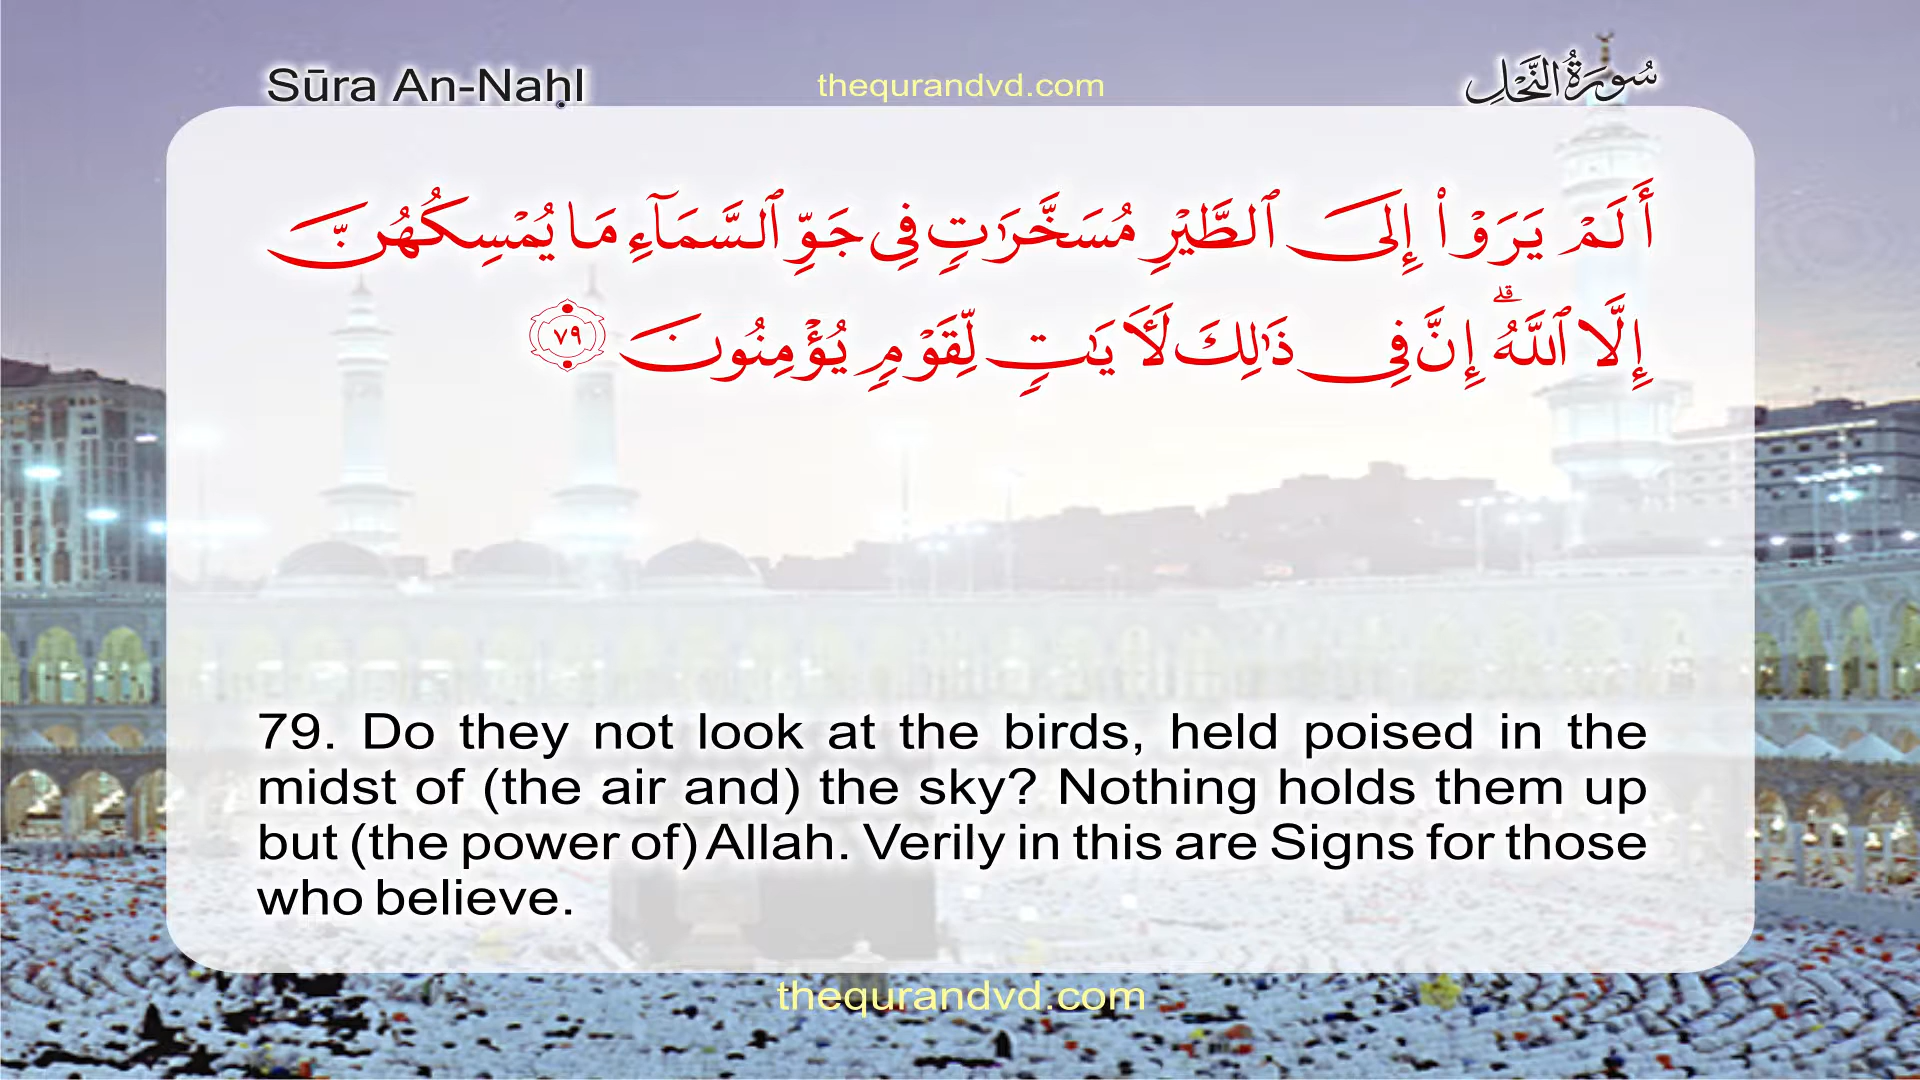 Sūra An-Naḥl
thequrandvd.com
سُورَةُ النَّحْلِ
أَلَمْ يَرَوْا۟ إِلَى ٱلطَّيْرِ مُسَخَّرَٰتٍ فِى جَوِّ ٱلسَّمَآءِ مَا يُمْسِكُهُنَّ
إِلَّا ٱللَّهُ ۗ إِنَّ فِى ذَٰلِكَ لَـَٔايَـٰتٍ لِّقَوْمٍ يُؤْمِنُونَ ٧٩
79. Do they not look at the birds, held poised in the
midst of (the air and) the sky? Nothing holds them up
but (the power of) Allah. Verily in this are Signs for those
who believe.
thequrandvd.com